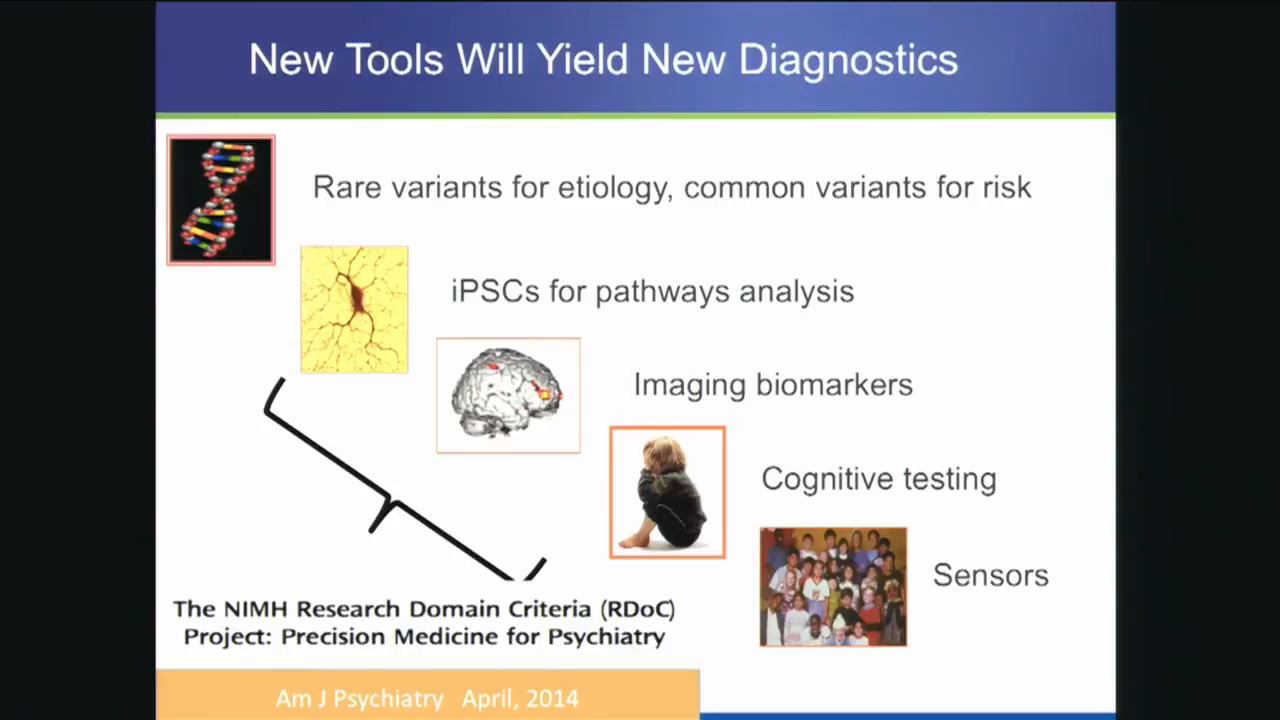 New Tools Will Yield New Diagnostics
Rare variants for etiology, common variants for risk
iPSCs for pathways analysis
Imaging biomarkers
Cognitive testing
Sensors
The NIMH Research Domain Criteria (RDoC)
Project: Precision Medicine for Psychiatry
Am J Psychiatry April, 2014